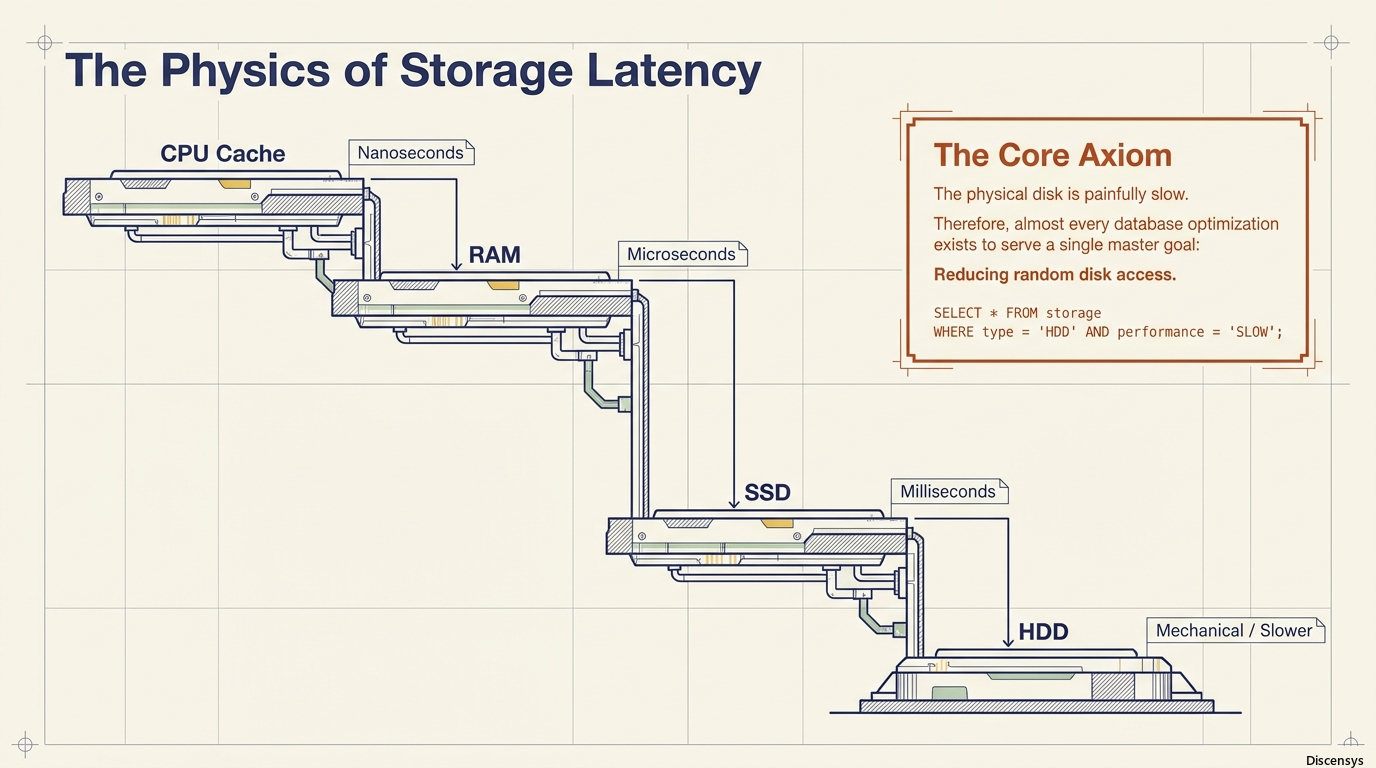 The Physics of Storage Latency
CPU Cache
Nanoseconds
RAM
Microseconds
SSD
Milliseconds
HDD
Mechanical / Slower
The Core Axiom
The physical disk is painfully slow.
Therefore, almost every database optimization
exists to serve a single master goal:
Reducing random disk access.
SELECT * FROM storage
WHERE type = 'HDD' AND performance = 'SLOW';
Discensys